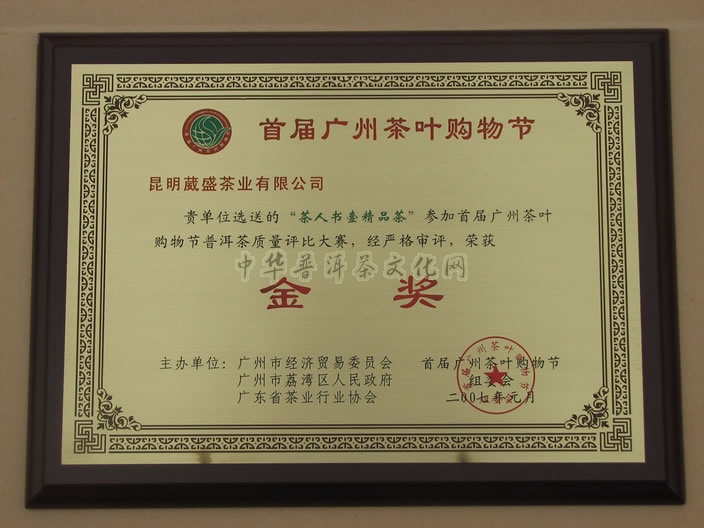 首届广州茶叶购物节
昆明葳盛茶业有限公司
贵单位选送的“茶人书壶精品茶”参加首届广州茶叶
购物节普洱茶质量评比大赛，经严格审评，荣获
中华普洱茶文化网
金 奖
主办单位：广州市经济贸易委员会
广州市荔湾区人民政府
广东省茶业行业协会
首届广州茶叶购物节
组委会
二00七年元月